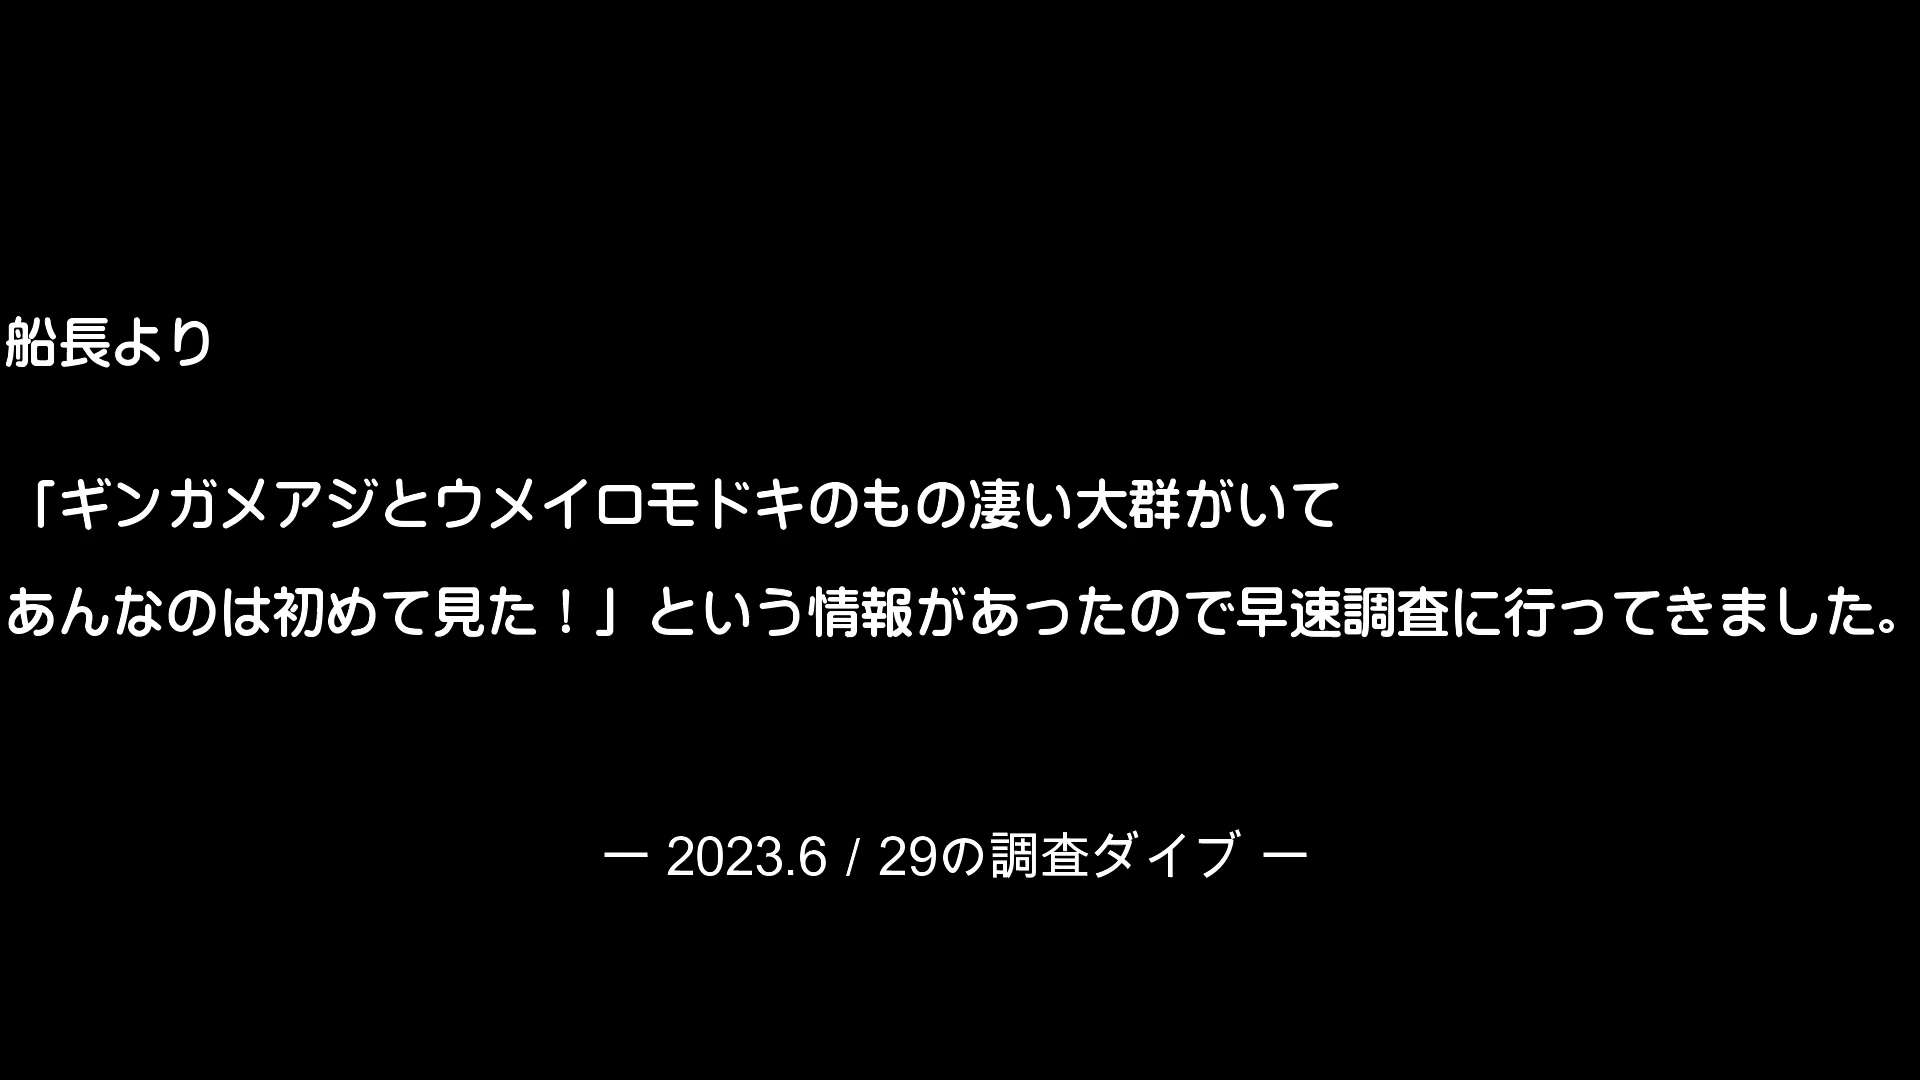 船長より
「ギンガメアジとウメイロモドキのもの凄い大群がいて
あんなのは初めて見た！」という情報があったので早速調査に行ってきました。
ー 2023.6 / 29の調査ダイブ ー